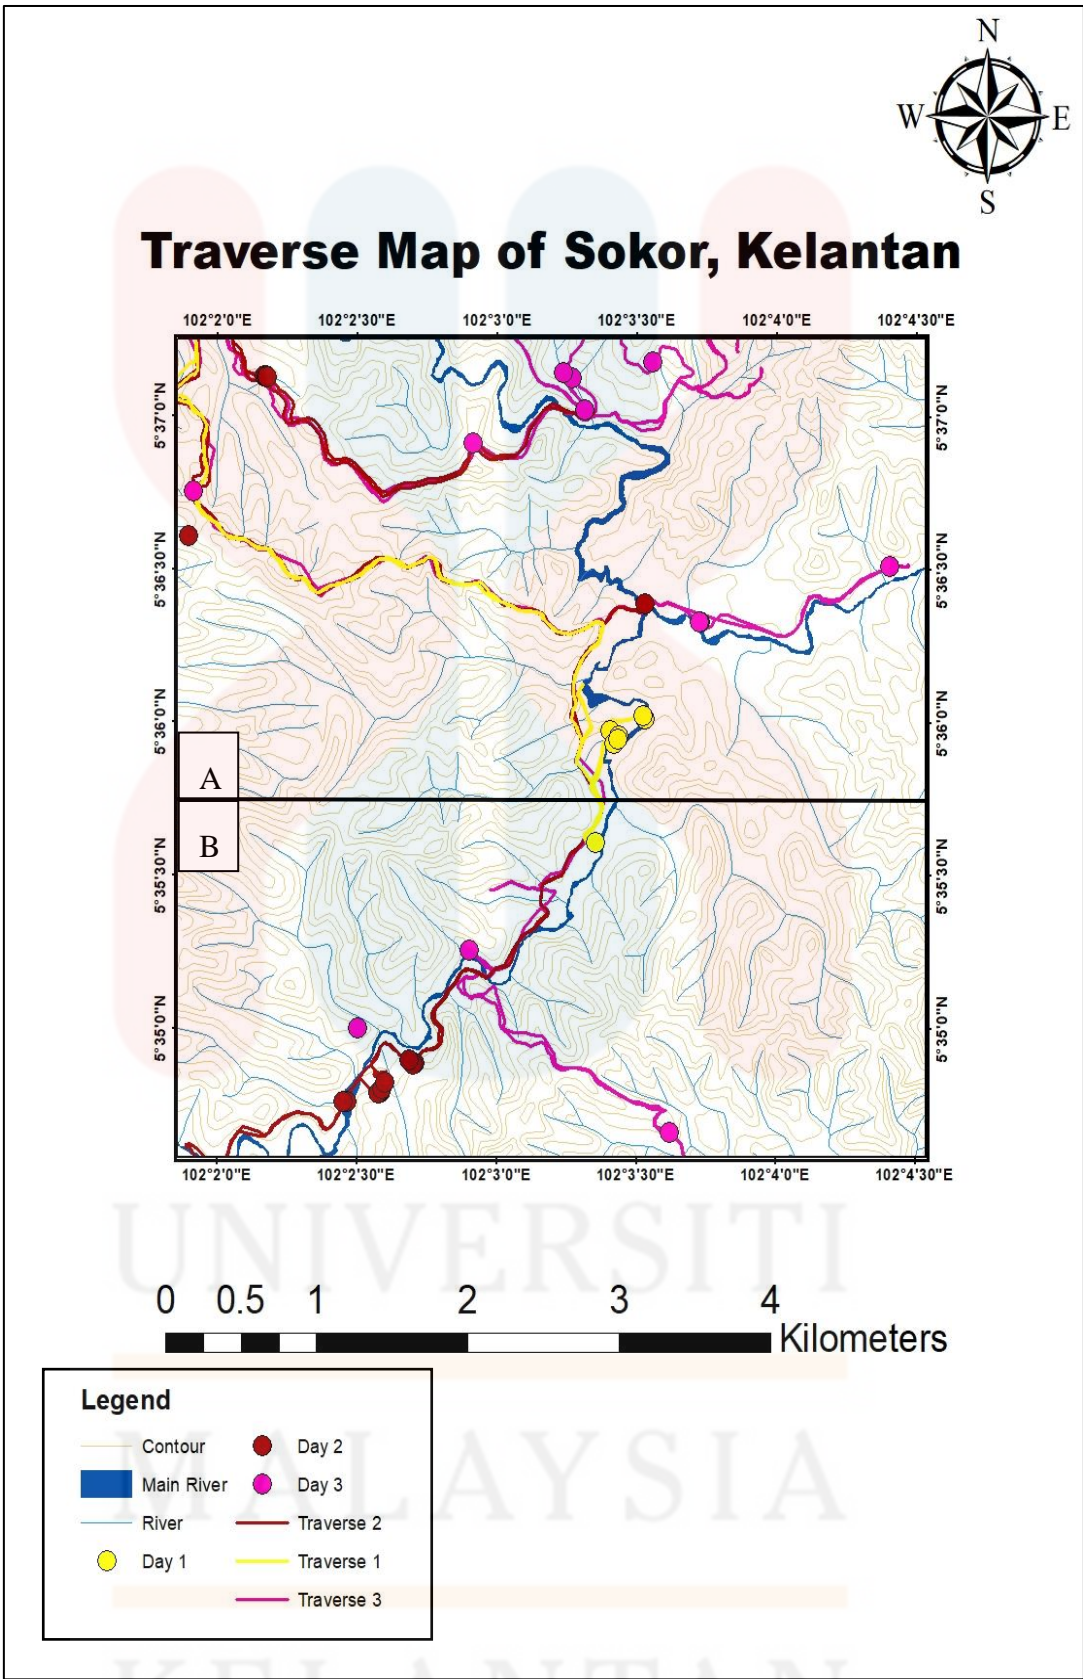 N
W E
S
Traverse Map of Sokor, Kelantan
102°2'0"E 102°2'30"E 102°3'0"E 102°3'30"E 102°4'0"E 102°4'30"E
5°37'0"N 5°37'0"N
5°36'30"N 5°36'30"N
5°36'0"N 5°36'0"N
A
B
5°35'30"N 5°35'30"N
5°35'0"N 5°35'0"N
102°2'0"E 102°2'30"E 102°3'0"E 102°3'30"E 102°4'0"E 102°4'30"E
UNIVERSITI
0 0.5 1 2 3 4
Kilometers
Legend
Contour Day 2
MALAYSIA
Main River Day 3
River Traverse 2
Day 1 Traverse 1
Traverse 3
KELANTAN